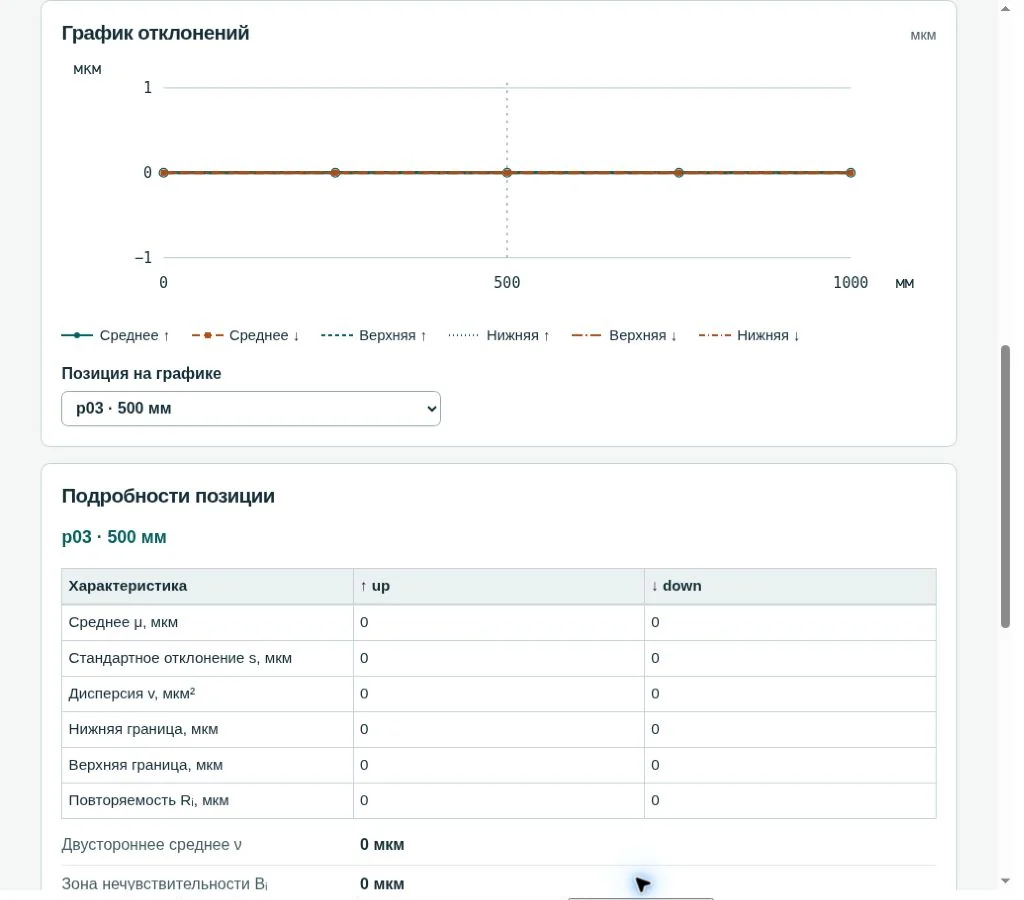 График отклонений мкм
мкм
1
0
−1
0 500 1000 мм
Среднее ↑ Среднее ↓ Верхняя ↑ Нижняя ↑ Верхняя ↓ Нижняя ↓
Позиция на графике
p03 · 500 мм
Подробности позиции
p03 · 500 мм
Характеристика ↑ up ↓ down
Среднее μ, мкм 0 0
Стандартное отклонение s, мкм 0 0
Дисперсия v, мкм² 0 0
Нижняя граница, мкм 0 0
Верхняя граница, мкм 0 0
Повторяемость Rᵢ, мкм 0 0
Двустороннее среднее ν 0 мкм
Зона нечувствительности Bᵢ 0 мкм